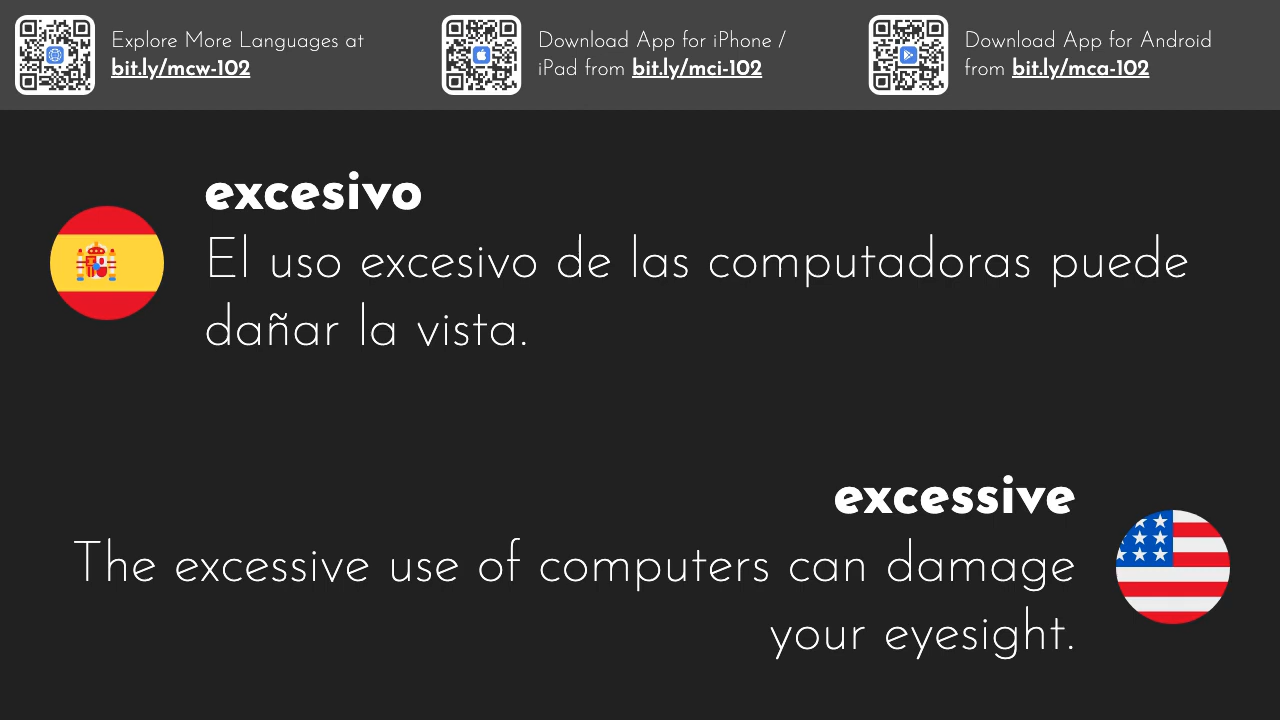 Explore More Languages at
bit.ly/mcw-102
Download App for iPhone /
iPad from bit.ly/mci-102
Download App for Android
from bit.ly/mca-102
excesivo
El uso excesivo de las computadoras puede
dañar la vista.
excessive
The excessive use of computers can damage
your eyesight.